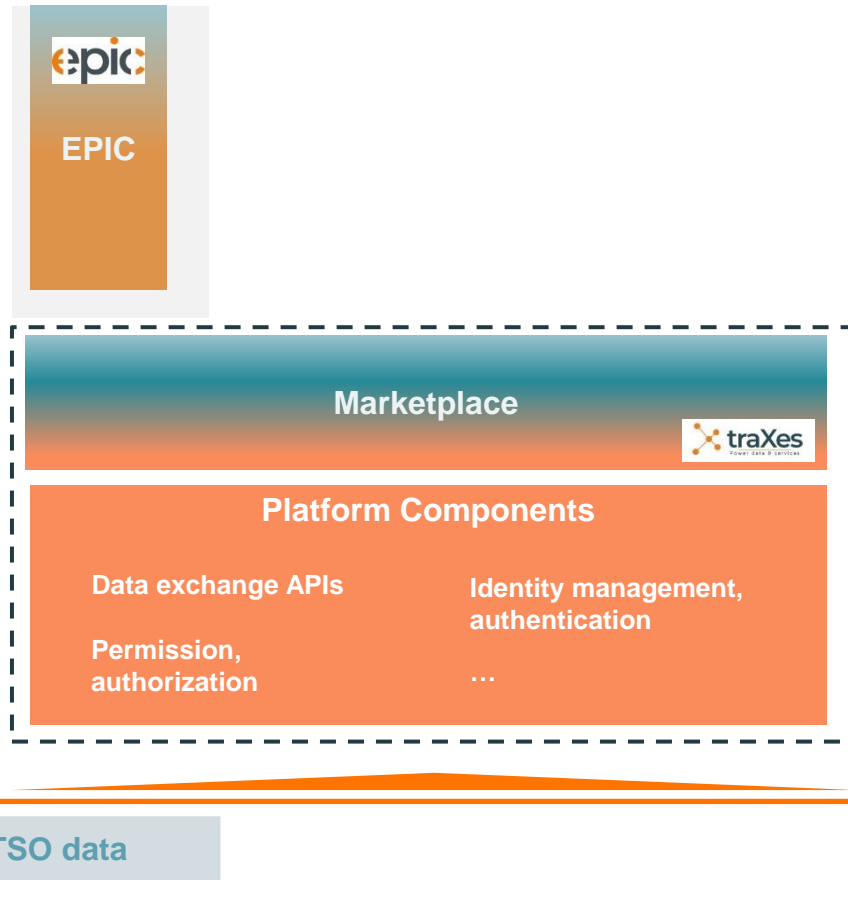 epic
EPIC
Marketplace
traXes
Power data & services
Platform Components
Data exchange APIs
Identity management,
authentication
Permission,
authorization
…
TSO data